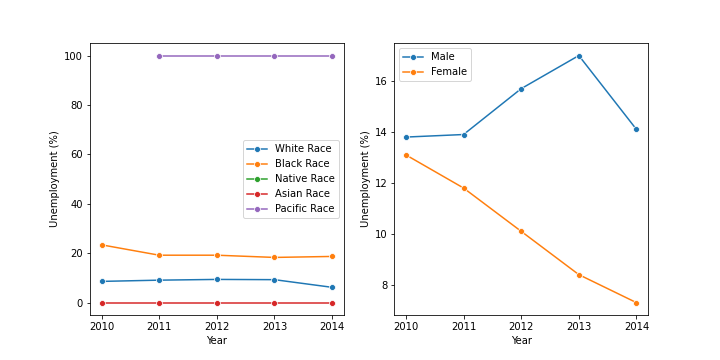 100
80
60
40
20
0
Unemployment (%)
White Race
Black Race
Native Race
Asian Race
Pacific Race
2010 2011 2012 2013 2014
Year
16
14
12
10
8
Unemployment (%)
Male
Female
2010 2011 2012 2013 2014
Year